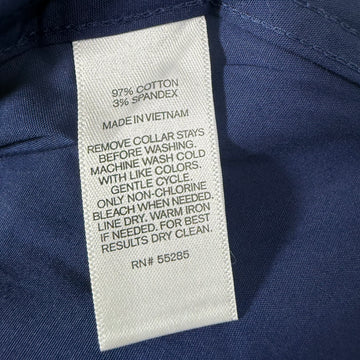 97% COTTON
3% SPANDEX
MADE IN VIETNAM
REMOVE COLLAR STAYS
BEFORE WASHING.
MACHINE WASH COLD
WITH LIKE COLORS.
GENTLE CYCLE.
ONLY NON-CHLORINE
BLEACH WHEN NEEDED.
LINE DRY. WARM IRON
IF NEEDED. FOR BEST
RESULTS DRY CLEAN.
RN# 55285